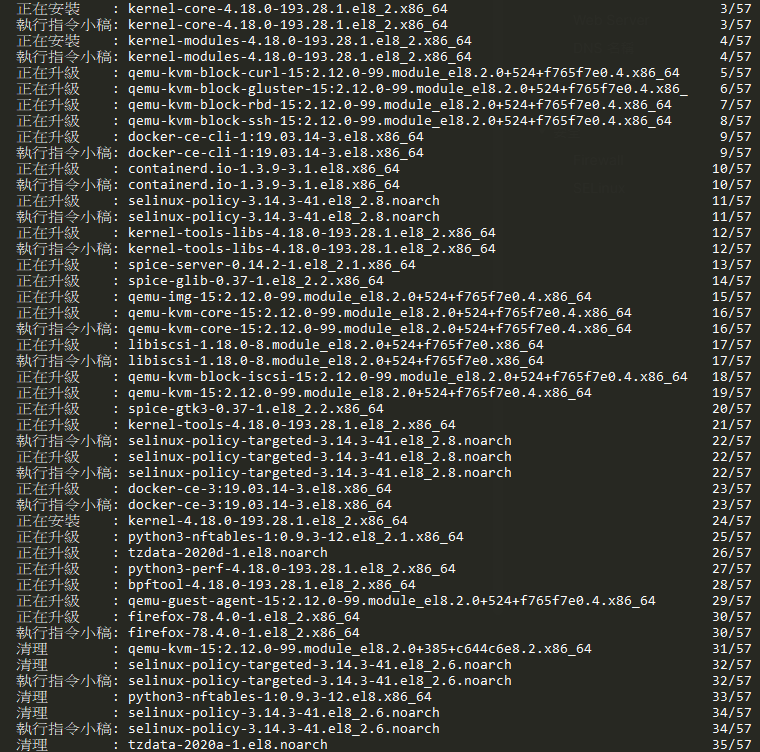 正在安裝 : kernel-core-4.18.0-193.28.1.el8_2.x86_64 3/57
執行指令小稿: kernel-core-4.18.0-193.28.1.el8_2.x86_64 3/57
正在安裝 : kernel-modules-4.18.0-193.28.1.el8_2.x86_64 4/57
執行指令小稿: kernel-modules-4.18.0-193.28.1.el8_2.x86_64 4/57
正在升級 : qemu-kvm-block-curl-15:2.12.0-99.module_el8.2.0+524+f765f7e0.4.x86_64 5/57
正在升級 : qemu-kvm-block-gluster-15:2.12.0-99.module_el8.2.0+524+f765f7e0.4.x86_ 6/57
正在升級 : qemu-kvm-block-rbd-15:2.12.0-99.module_el8.2.0+524+f765f7e0.4.x86_64 7/57
正在升級 : qemu-kvm-block-ssh-15:2.12.0-99.module_el8.2.0+524+f765f7e0.4.x86_64 8/57
正在升級 : docker-ce-cli-1:19.03.14-3.el8.x86_64 9/57
執行指令小稿: docker-ce-cli-1:19.03.14-3.el8.x86_64 9/57
正在升級 : containerd.io-1.3.9-3.1.el8.x86_64 10/57
執行指令小稿: containerd.io-1.3.9-3.1.el8.x86_64 10/57
正在升級 : selinux-policy-3.14.3-41.el8_2.8.noarch 11/57
執行指令小稿: selinux-policy-3.14.3-41.el8_2.8.noarch 11/57
正在升級 : kernel-tools-libs-4.18.0-193.28.1.el8_2.x86_64 12/57
執行指令小稿: kernel-tools-libs-4.18.0-193.28.1.el8_2.x86_64 12/57
正在升級 : spice-server-0.14.2-1.el8_2.1.x86_64 13/57
正在升級 : spice-glib-0.37-1.el8_2.2.x86_64 14/57
正在升級 : qemu-img-15:2.12.0-99.module_el8.2.0+524+f765f7e0.4.x86_64 15/57
正在升級 : qemu-kvm-core-15:2.12.0-99.module_el8.2.0+524+f765f7e0.4.x86_64 16/57
執行指令小稿: qemu-kvm-core-15:2.12.0-99.module_el8.2.0+524+f765f7e0.4.x86_64 16/57
正在升級 : libiscsi-1.18.0-8.module_el8.2.0+524+f765f7e0.4.x86_64 17/57
執行指令小稿: libiscsi-1.18.0-8.module_el8.2.0+524+f765f7e0.4.x86_64 17/57
正在升級 : qemu-kvm-block-iscsi-15:2.12.0-99.module_el8.2.0+524+f765f7e0.4.x86_64 18/57
正在升級 : qemu-kvm-15:2.12.0-99.module_el8.2.0+524+f765f7e0.4.x86_64 19/57
正在升級 : spice-gtk3-0.37-1.el8_2.2.x86_64 20/57
正在升級 : kernel-tools-4.18.0-193.28.1.el8_2.x86_64 21/57
執行指令小稿: selinux-policy-targeted-3.14.3-41.el8_2.8.noarch 22/57
正在升級 : selinux-policy-targeted-3.14.3-41.el8_2.8.noarch 22/57
執行指令小稿: selinux-policy-targeted-3.14.3-41.el8_2.8.noarch 22/57
正在升級 : docker-ce-3:19.03.14-3.el8.x86_64 23/57
執行指令小稿: docker-ce-3:19.03.14-3.el8.x86_64 23/57
正在安裝 : kernel-4.18.0-193.28.1.el8_2.x86_64 24/57
正在升級 : python3-nftables-1:0.9.3-12.el8_2.1.x86_64 25/57
正在升級 : tzdata-2020d-1.el8.noarch 26/57
正在升級 : python3-perf-4.18.0-193.28.1.el8_2.x86_64 27/57
正在升級 : bpftool-4.18.0-193.28.1.el8_2.x86_64 28/57
正在升級 : qemu-guest-agent-15:2.12.0-99.module_el8.2.0+524+f765f7e0.4.x86_64 29/57
正在升級 : firefox-78.4.0-1.el8_2.x86_64 30/57
執行指令小稿: firefox-78.4.0-1.el8_2.x86_64 30/57
清理 : qemu-kvm-15:2.12.0-99.module_el8.2.0+385+c644c6e8.2.x86_64 31/57
清理 : selinux-policy-targeted-3.14.3-41.el8_2.6.noarch 32/57
執行指令小稿: selinux-policy-targeted-3.14.3-41.el8_2.6.noarch 32/57
清理 : python3-nftables-1:0.9.3-12.el8.x86_64 33/57
清理 : selinux-policy-3.14.3-41.el8_2.6.noarch 34/57
執行指令小稿: selinux-policy-3.14.3-41.el8_2.6.noarch 34/57
清理 : tzdata-2020a-1.el8.noarch 35/57